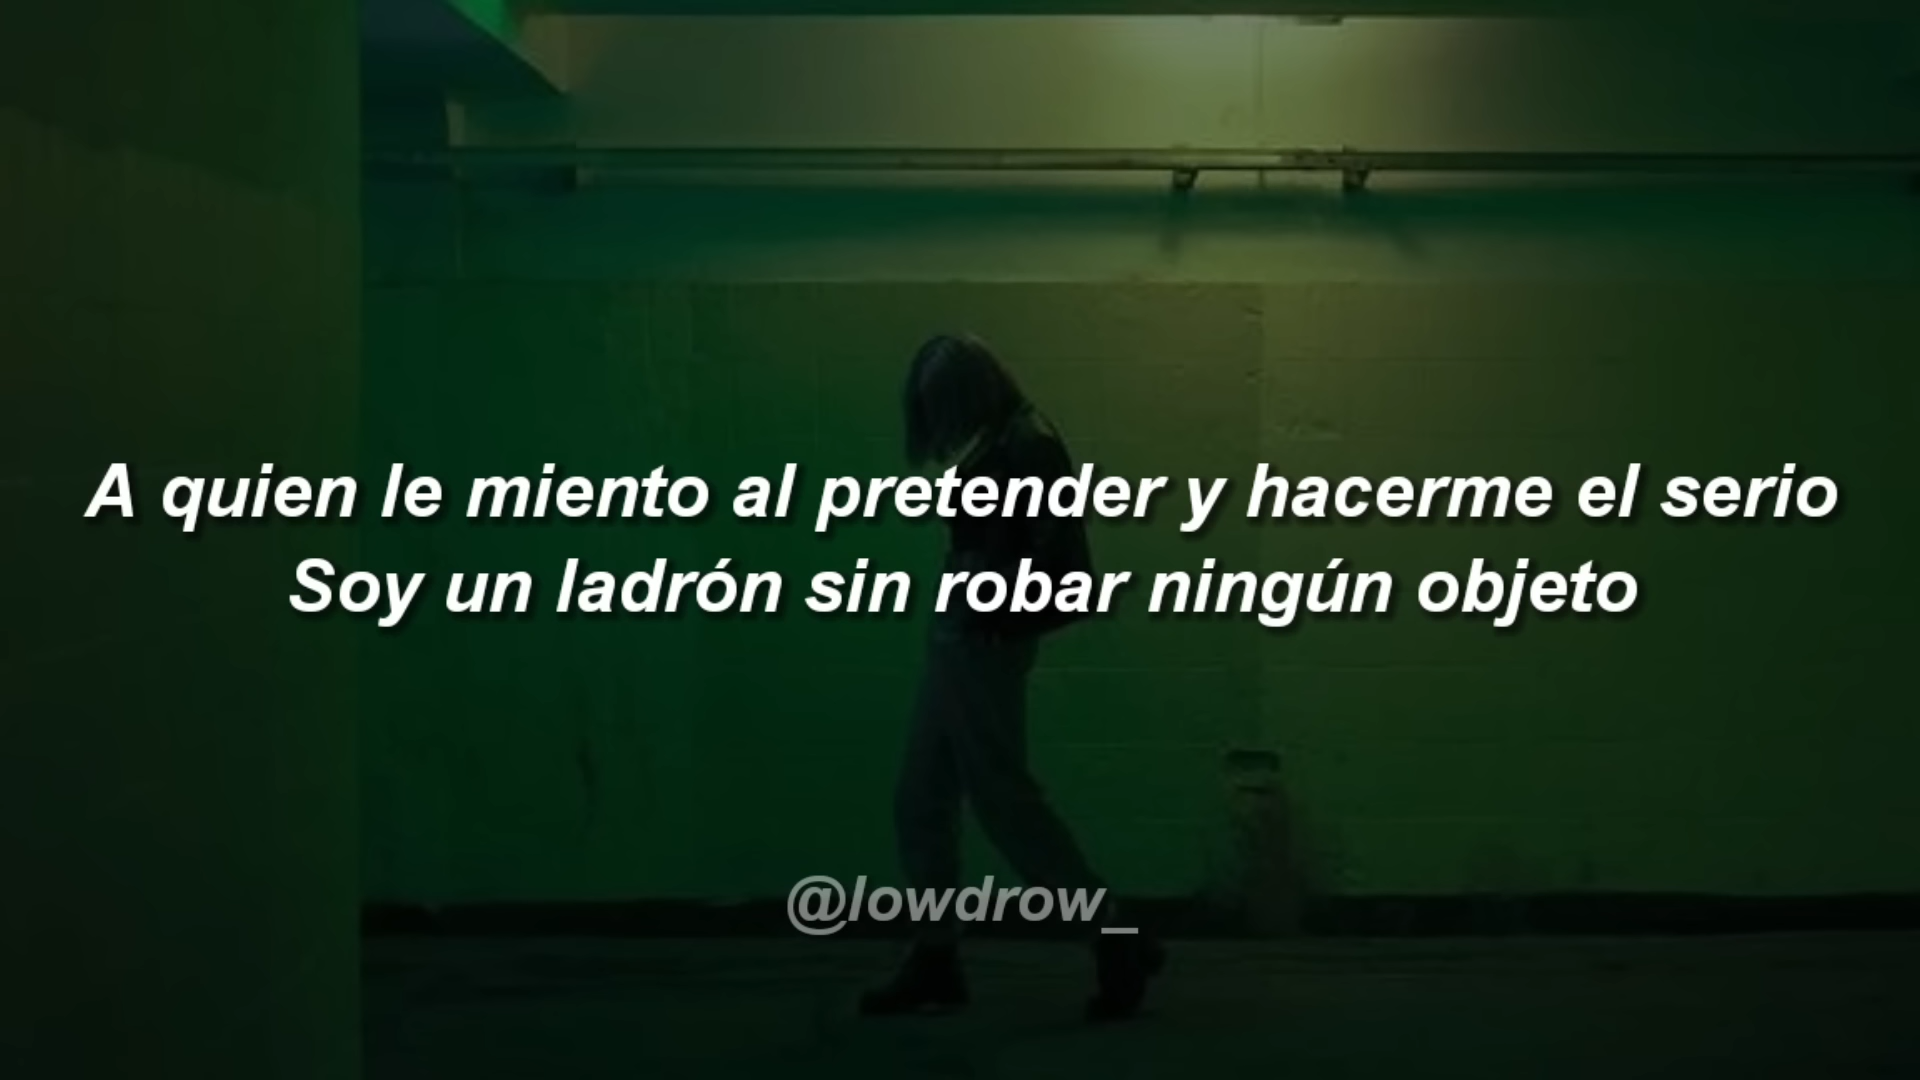 A quien le miento al pretender y hacerme el serio
Soy un ladrón sin robar ningún objeto
@lowdrow_